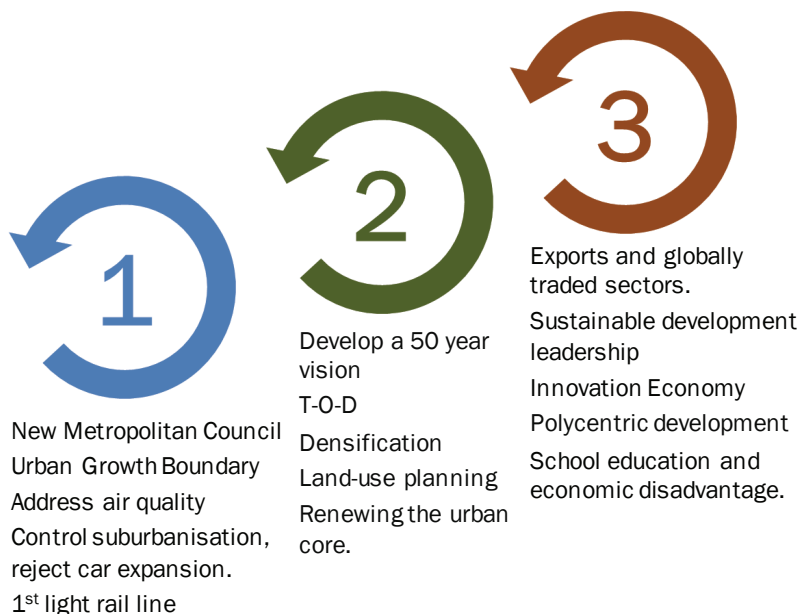 1
New Metropolitan Council
Urban Growth Boundary
Address air quality
Control suburbanisation,
reject car expansion.
1st light rail line
2
Develop a 50 year
vision
T-O-D
Densification
Land-use planning
Renewing the urban
core.
3
Exports and globally
traded sectors.
Sustainable development
leadership
Innovation Economy
Polycentric development
School education and
economic disadvantage.